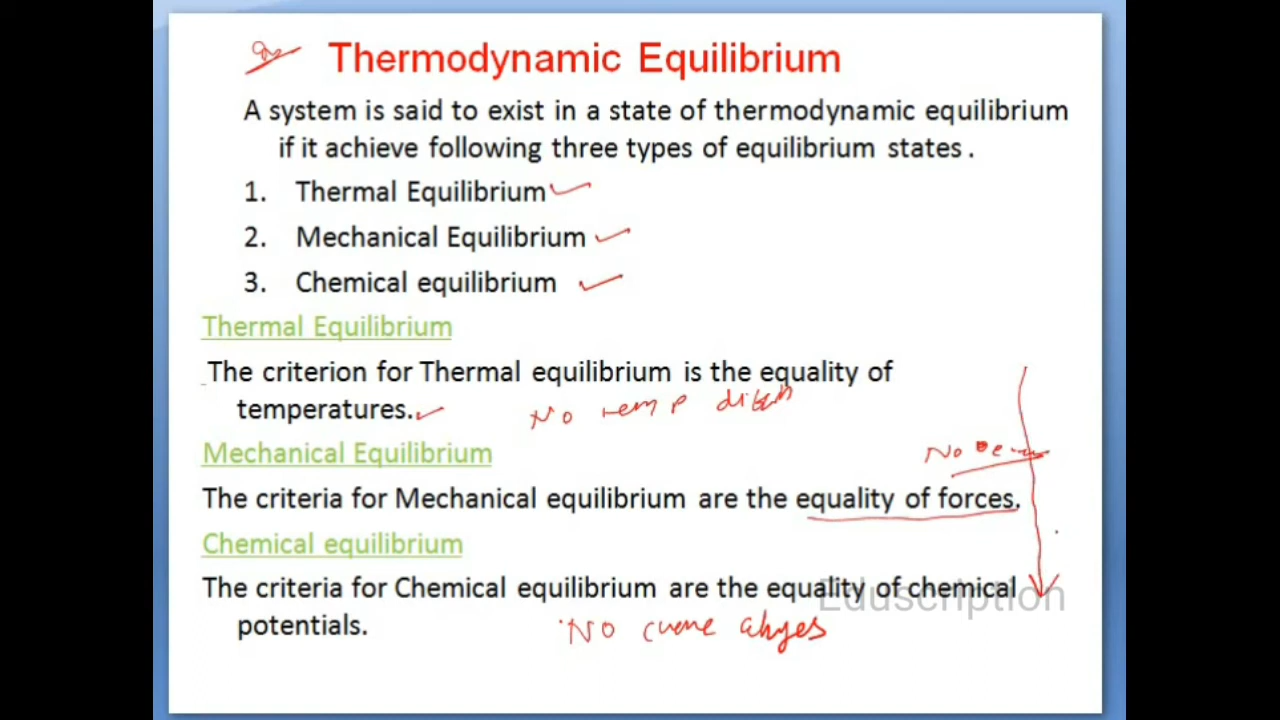 Thermodynamic Equilibrium
A system is said to exist in a state of thermodynamic equilibrium
if it achieve following three types of equilibrium states .
1. Thermal Equilibrium
2. Mechanical Equilibrium
3. Chemical equilibrium
Thermal Equilibrium
The criterion for Thermal equilibrium is the equality of
temperatures.
No temp
Mechanical Equilibrium
No
The criteria for Mechanical equilibrium are the equality of forces.
Chemical equilibrium
The criteria for Chemical equilibrium are the equality of chemical
Eduscription
potentials.
No